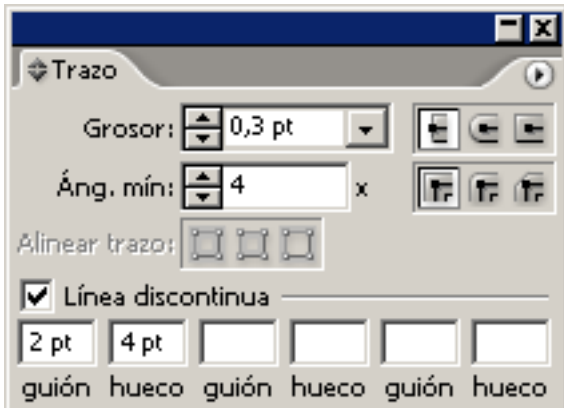 Trazo
Grosor: 0,3 pt
Áng. mín: 4 x
Alinear trazo:
Línea discontinua
2 pt 4 pt
guión hueco guión hueco guión hueco